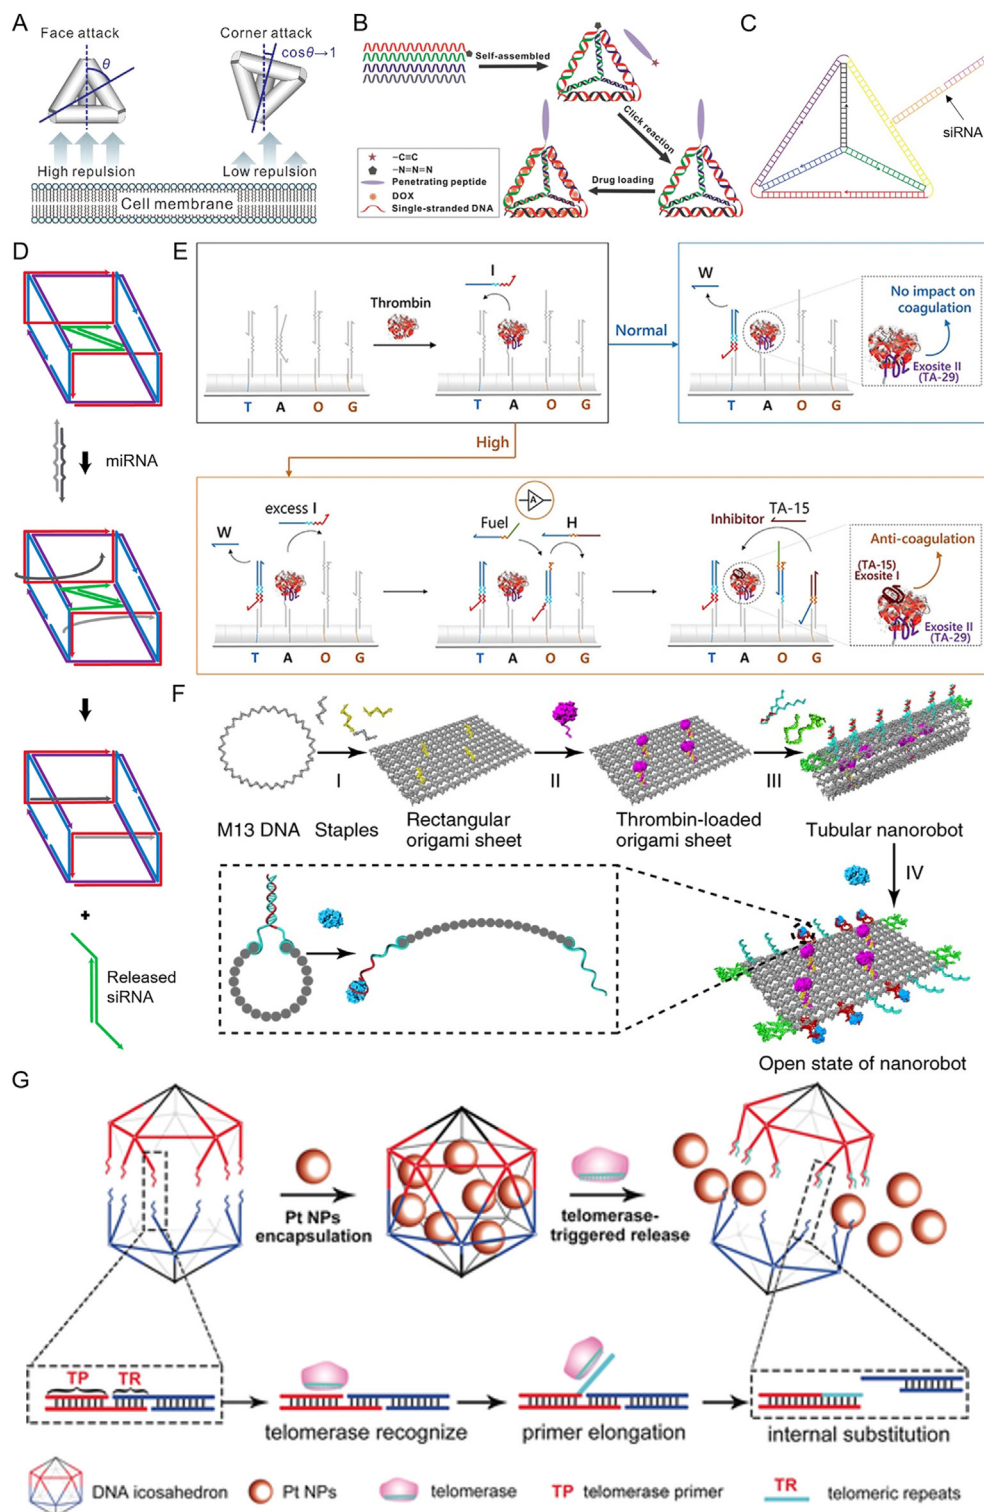 A
Face attack
Corner attack
θ
cosθ→1
High repulsion
Low repulsion
Cell membrane
B
Self-assembled
Click reaction
Drug loading
–C≡C
–N=N=N
Penetrating peptide
DOX
Single-stranded DNA
C
siRNA
D
miRNA
+
Released
siRNA
E
Thrombin
I
T A O G
T A O G
Normal
W
T A O G
No impact on
coagulation
Exosite II
(TA-29)
High
W
excess I
T A O G
A
Fuel
H
T A O G
TA-15
Inhibitor
T A O G
Anti-coagulation
(TA-15)
Exosite I
Exosite II
(TA-29)
F
I
II
III
M13 DNA
Staples
Rectangular
origami sheet
Thrombin-loaded
origami sheet
Tubular nanorobot
IV
Open state of nanorobot
G
Pt NPs
encapsulation
telomerase-
triggered release
TP TR
telomerase recognize
primer elongation
internal substitution
DNA icosahedron
Pt NPs
telomerase
TP telomerase primer
TR telomeric repeats